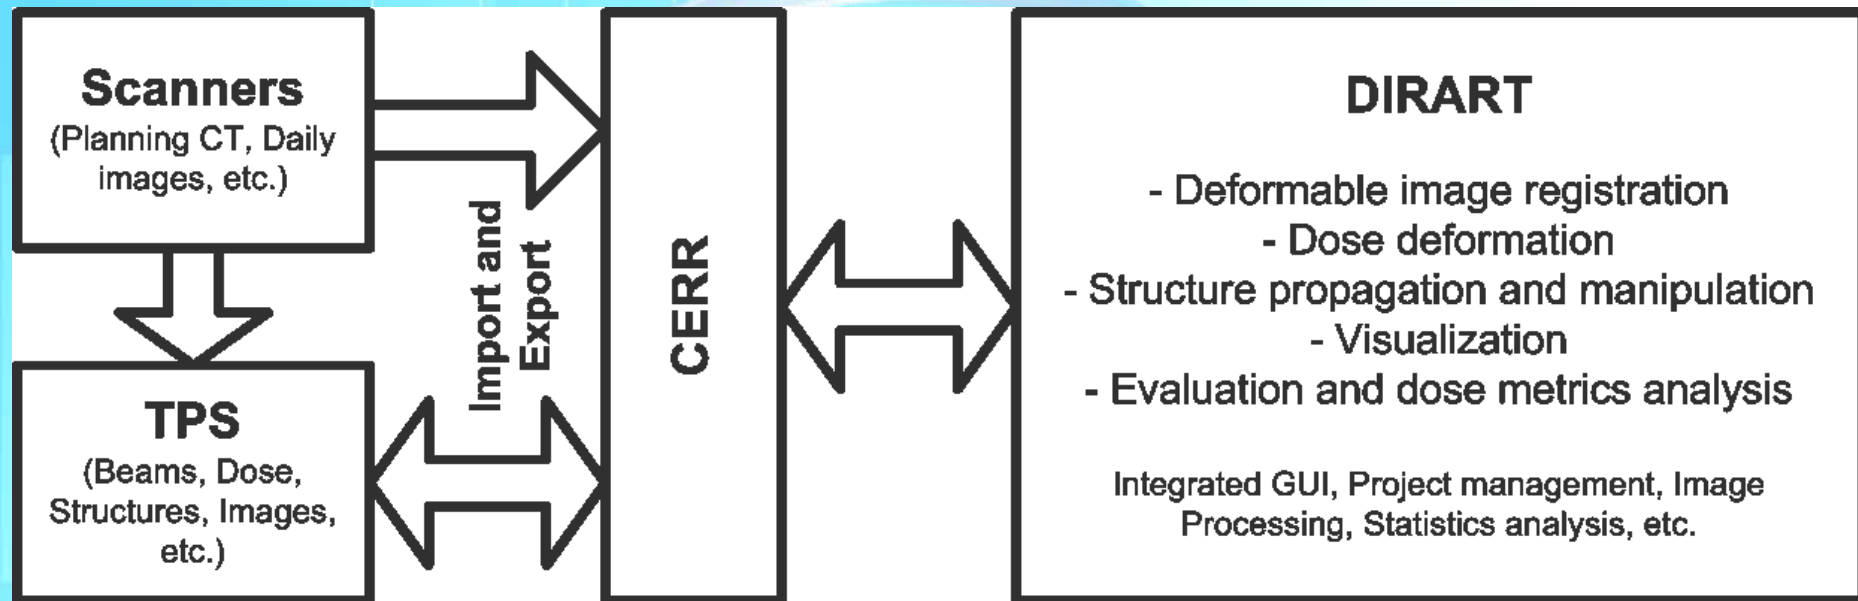 Scanners
(Planning CT, Daily
images, etc.)
TPS
(Beams, Dose,
Structures, Images,
etc.)
Import and
Export
CERR
DIRART
- Deformable image registration
- Dose deformation
- Structure propagation and manipulation
- Visualization
- Evaluation and dose metrics analysis
Integrated GUI, Project management, Image
Processing, Statistics analysis, etc.